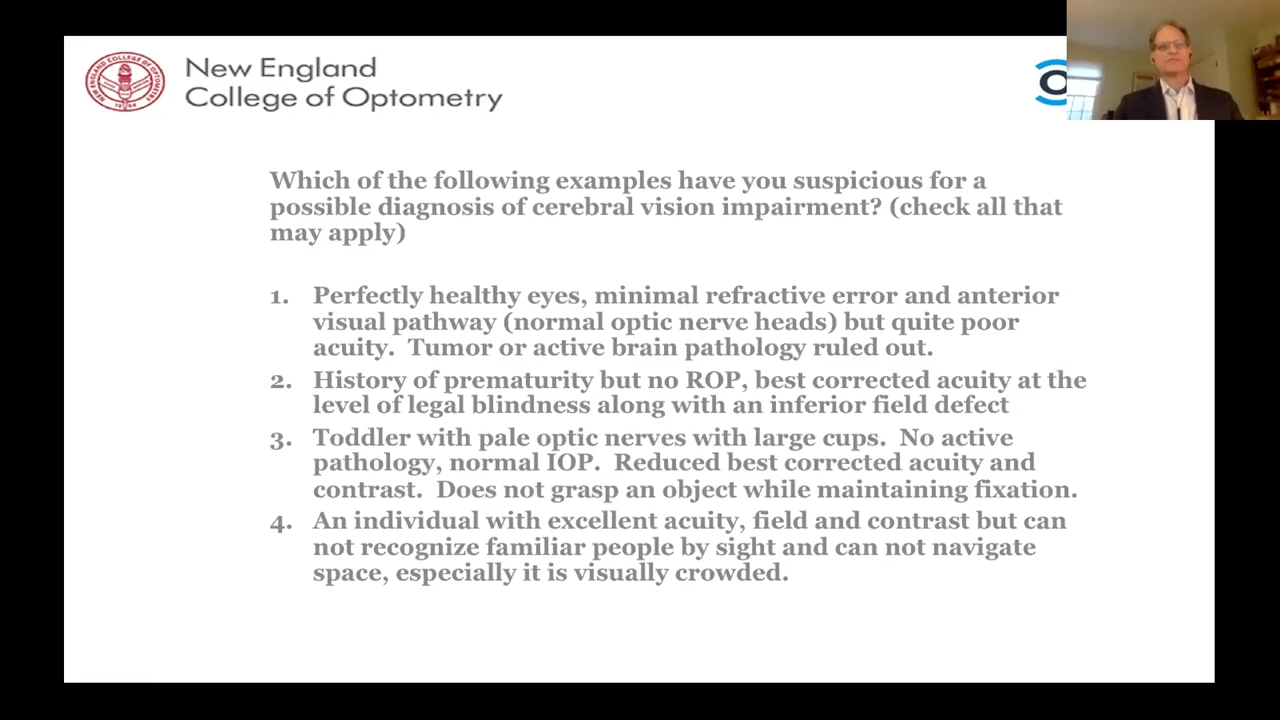 New England
College of Optometry
Which of the following examples have you suspicious for a
possible diagnosis of cerebral vision impairment? (check all that
may apply)
1. Perfectly healthy eyes, minimal refractive error and anterior
visual pathway (normal optic nerve heads) but quite poor
acuity. Tumor or active brain pathology ruled out.
2. History of prematurity but no ROP, best corrected acuity at the
level of legal blindness along with an inferior field defect
3. Toddler with pale optic nerves with large cups. No active
pathology, normal IOP. Reduced best corrected acuity and
contrast. Does not grasp an object while maintaining fixation.
4. An individual with excellent acuity, field and contrast but can
not recognize familiar people by sight and can not navigate
space, especially it is visually crowded.